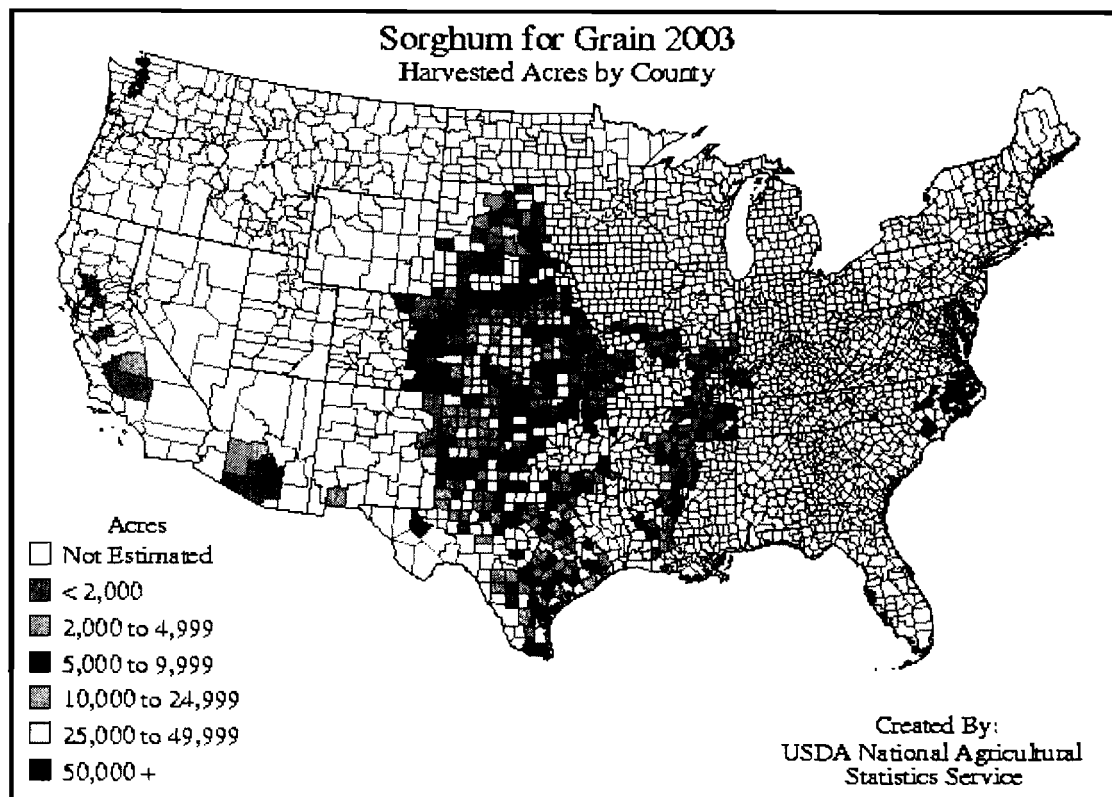 Sorghum for Grain 2003
Harvested Acres by County
Acres
Not Estimated
< 2,000
2,000 to 4,999
5,000 to 9,999
10,000 to 24,999
25,000 to 49,999
50,000 +
Created By:
USDA National Agricultural
Statistics Service